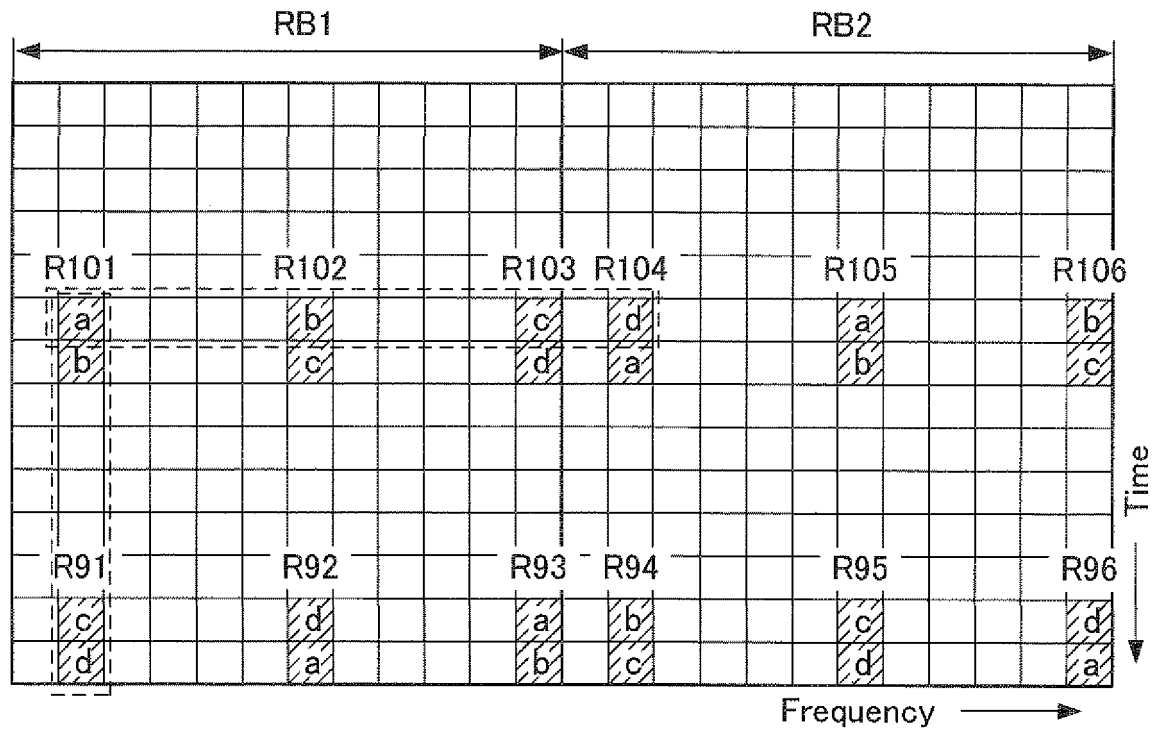 RB1 RB2
R101 R102 R103 R104 R105 R106
a b c d a b
b c d a b c
Time
R91 R92 R93 R94 R95 R96
c d a b c d
d a b c d a
Frequency